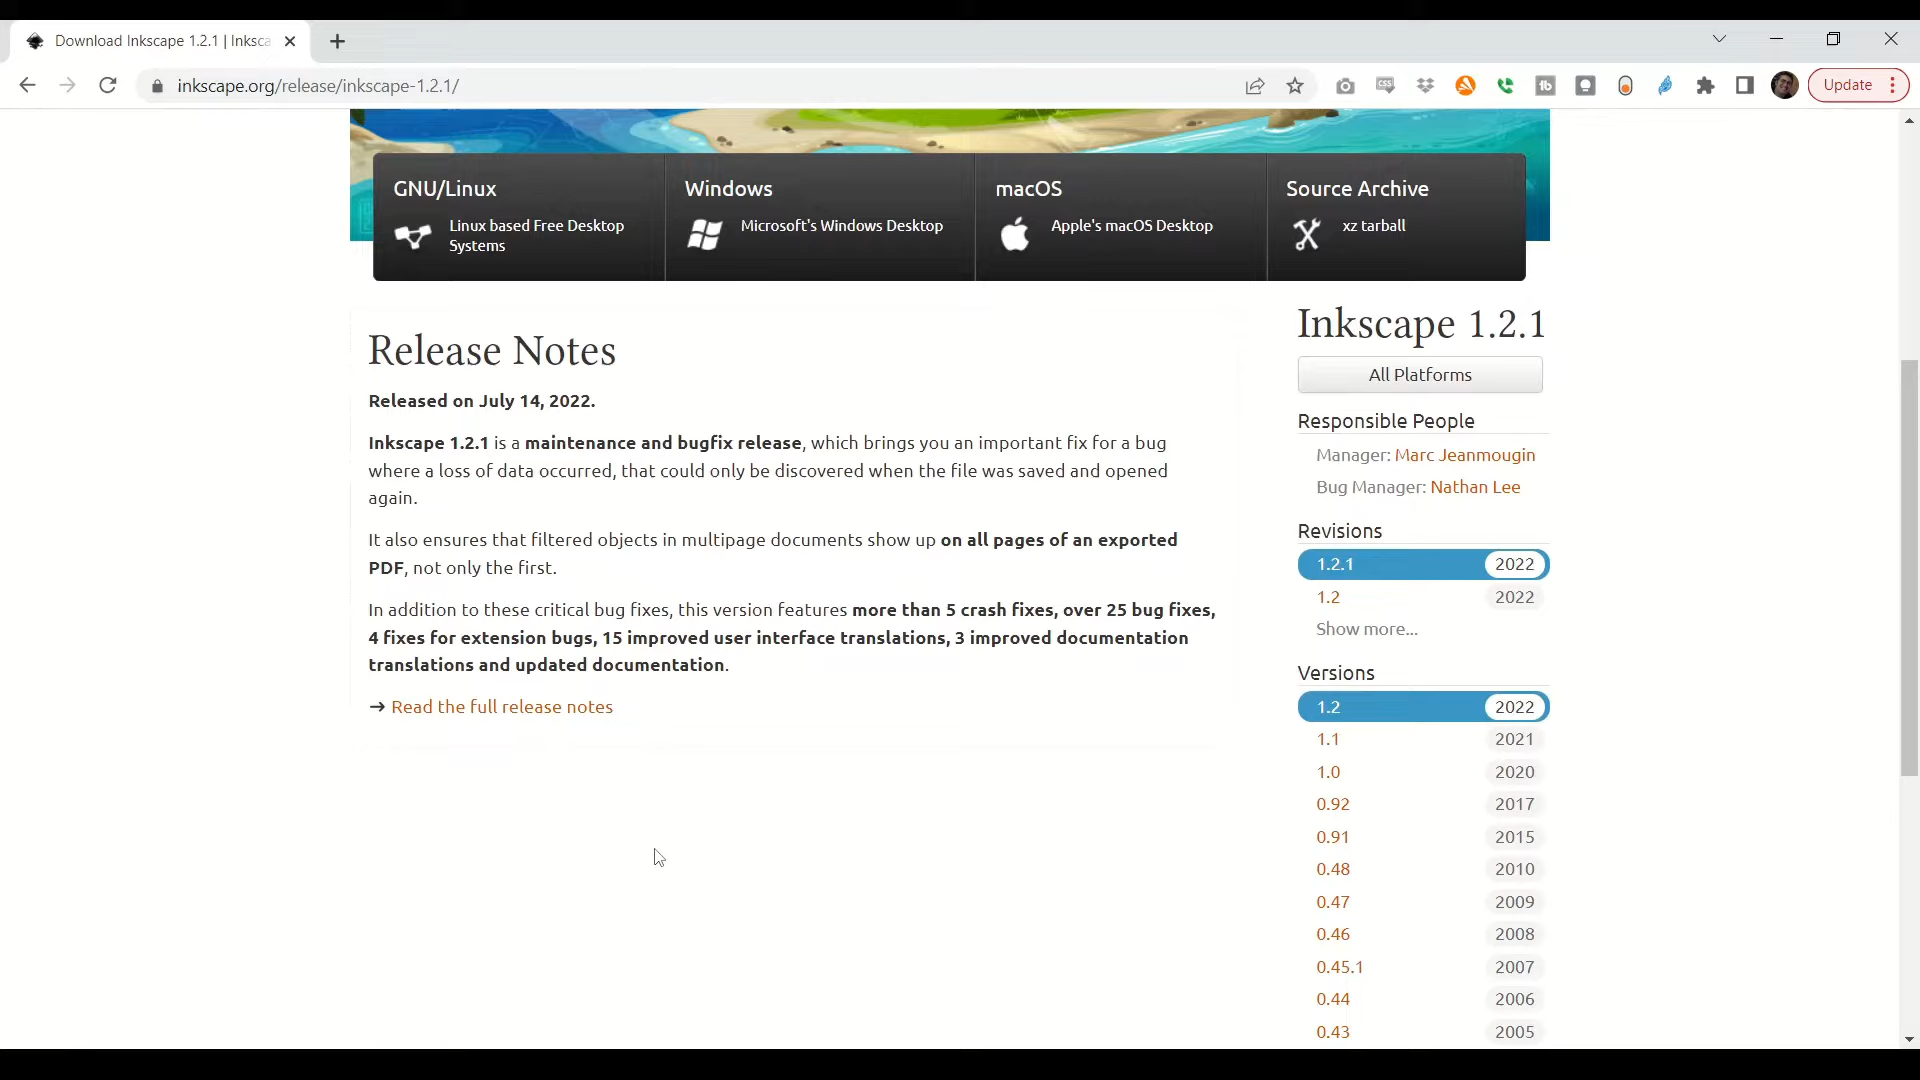 Download Inkscape 1.2.1 | Inksca
inkscape.org/release/inkscape-1.2.1/
Update
GNU/Linux
Linux based Free Desktop
Systems
Windows
Microsoft's Windows Desktop
macOS
Apple's macOS Desktop
Source Archive
xz tarball
Release Notes
Released on July 14, 2022.
Inkscape 1.2.1 is a maintenance and bugfix release, which brings you an important fix for a bug
where a loss of data occurred, that could only be discovered when the file was saved and opened
again.
It also ensures that filtered objects in multipage documents show up on all pages of an exported
PDF, not only the first.
In addition to these critical bug fixes, this version features more than 5 crash fixes, over 25 bug fixes,
4 fixes for extension bugs, 15 improved user interface translations, 3 improved documentation
translations and updated documentation.
→ Read the full release notes
Inkscape 1.2.1
All Platforms
Responsible People
Manager: Marc Jeanmougin
Bug Manager: Nathan Lee
Revisions
1.2.1 2022
1.2 2022
Show more...
Versions
1.2 2022
1.1 2021
1.0 2020
0.92 2017
0.91 2015
0.48 2010
0.47 2009
0.46 2008
0.45.1 2007
0.44 2006
0.43 2005